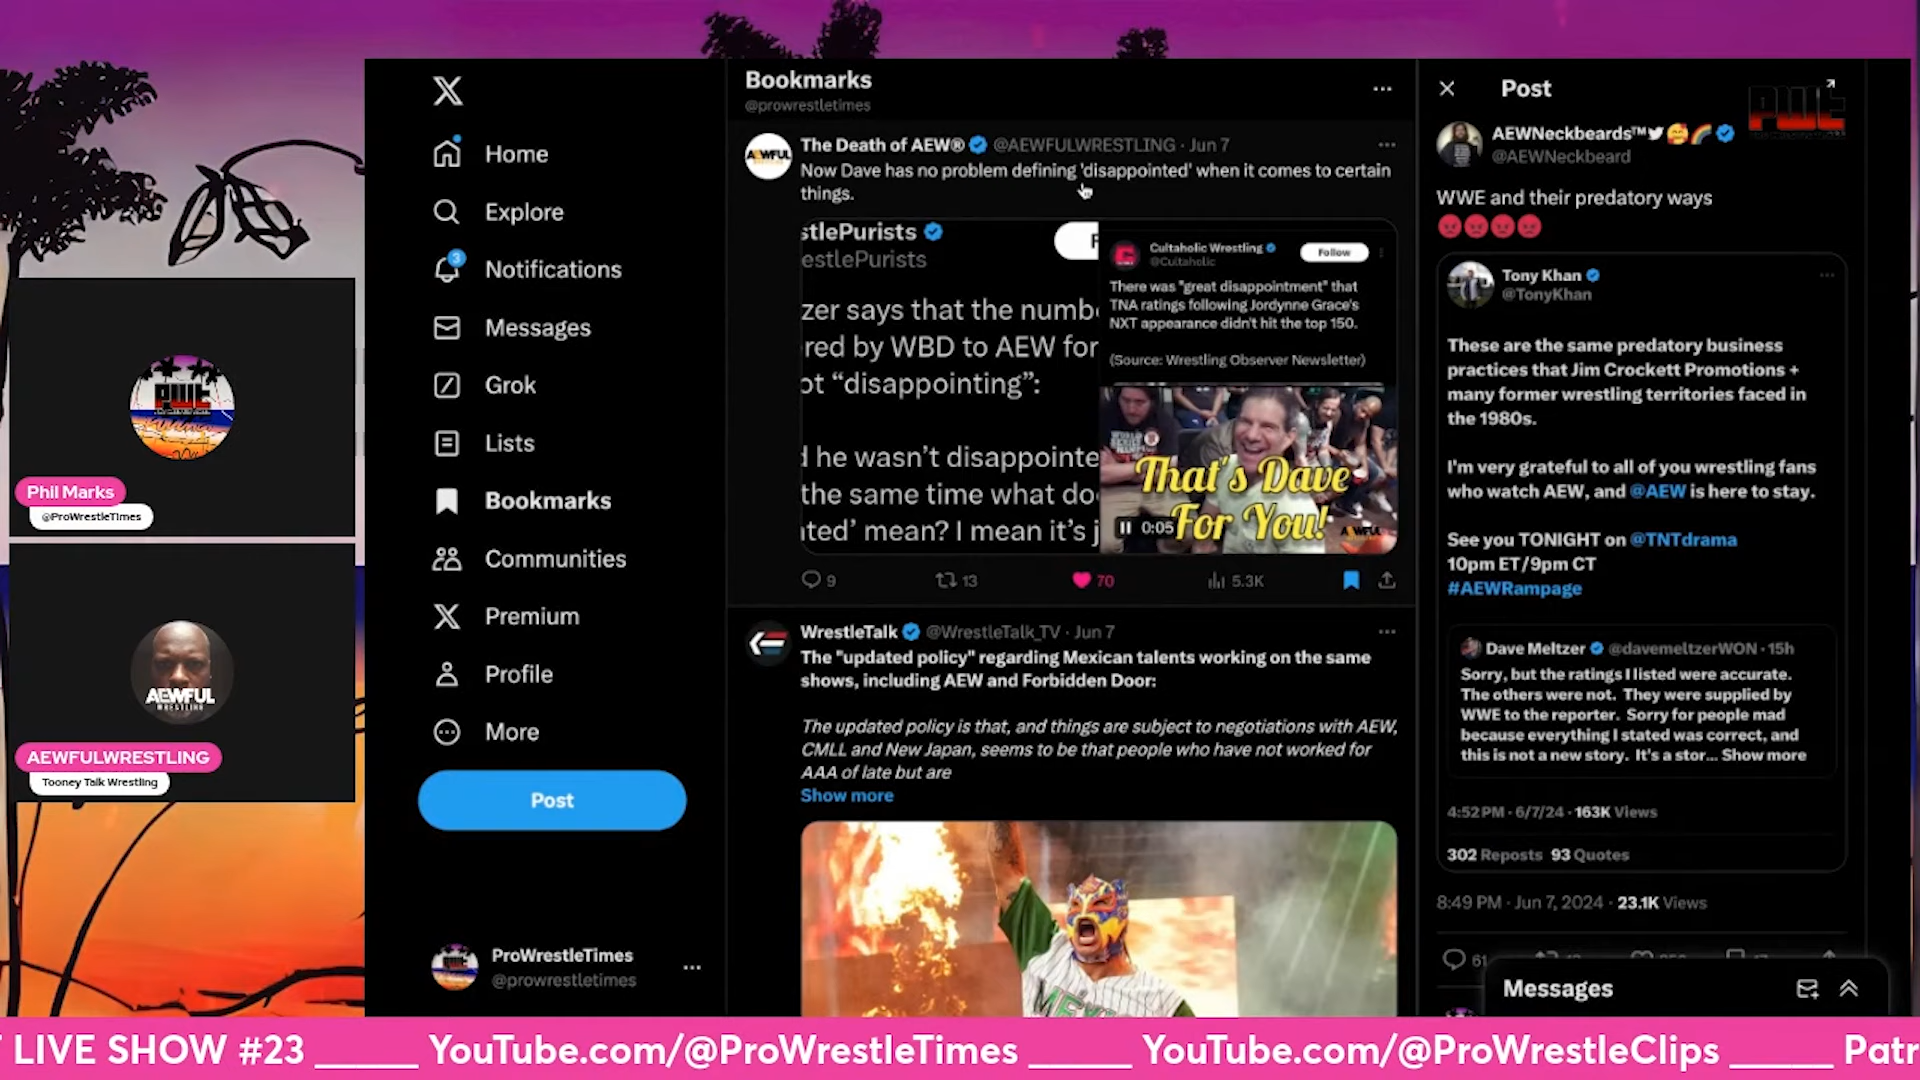 Phil Marks
@ProWrestleTimes
AEWFUL
WRESTLING
AEWFULWRESTLING
Tooney Talk Wrestling
Home
Explore
3
Notifications
Messages
Grok
Lists
Bookmarks
Communities
Premium
Profile
More
Post
ProWrestleTimes
@prowrestletimes
Bookmarks
@prowrestletimes
AEWFUL
The Death of AEW® @AEWFULWRESTLING · Jun 7
Now Dave has no problem defining 'disappointed' when it comes to certain
things.
stlePurists
estlePurists
F
zer says that the numb
red by WBD to AEW for
ot “disappointing”:
he wasn’t disappointe
the same time what do
ted’ mean? I mean it’s j
Cultaholic Wrestling
@Cultaholic
Follow
There was "great disappointment" that
TNA ratings following Jordynne Grace's
NXT appearance didn't hit the top 150.
(Source: Wrestling Observer Newsletter)
That's Dave
For You!
0:05
AEWFUL
9
13
70
5.3K
WrestleTalk @WrestleTalk_TV · Jun 7
The "updated policy" regarding Mexican talents working on the same
shows, including AEW and Forbidden Door:
The updated policy is that, and things are subject to negotiations with AEW,
CMLL and New Japan, seems to be that people who have not worked for
AAA of late but are
Show more
Post
PWT
AEWNeckbeards™
@AEWNeckbeard
WWE and their predatory ways
Tony Khan
@TonyKhan
These are the same predatory business
practices that Jim Crockett Promotions +
many former wrestling territories faced in
the 1980s.
I'm very grateful to all of you wrestling fans
who watch AEW, and @AEW is here to stay.
See you TONIGHT on @TNTdrama
10pm ET/9pm CT
#AEWRampage
Dave Meltzer @davemeltzerWON · 15h
Sorry, but the ratings I listed were accurate.
The others were not. They were supplied by
WWE to the reporter. Sorry for people mad
because everything I stated was correct, and
this is not a new story. It's a stor... Show more
4:52PM · 6/7/24 · 163K Views
302 Reposts 93 Quotes
8:49 PM · Jun 7, 2024 · 23.1K Views
Messages
LIVE SHOW #23 _____ YouTube.com/@ProWrestleTimes _____ YouTube.com/@ProWrestleClips _____ Patr